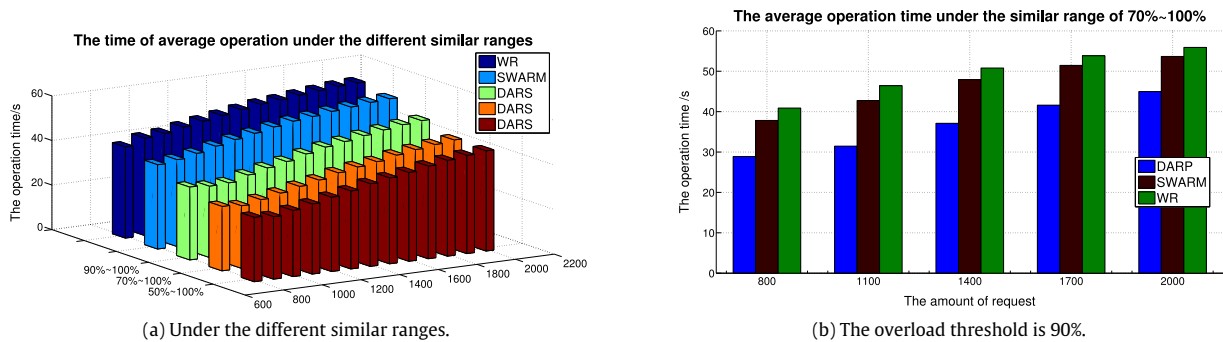 The time of average operation under the different similar ranges
WR
SWARM
DARS
DARS
DARS
The operation time/s
60
40
20
0
90%~100%
70%~100%
50%~100%
600
800
1000
1200
1400
1600
1800
2000
2200
(a) Under the different similar ranges.
The average operation time under the similar range of 70%~100%
The operation time /s
60
50
40
30
20
10
0
DARP
SWARM
WR
800
1100
1400
1700
2000
The amount of request
(b) The overload threshold is 90%.